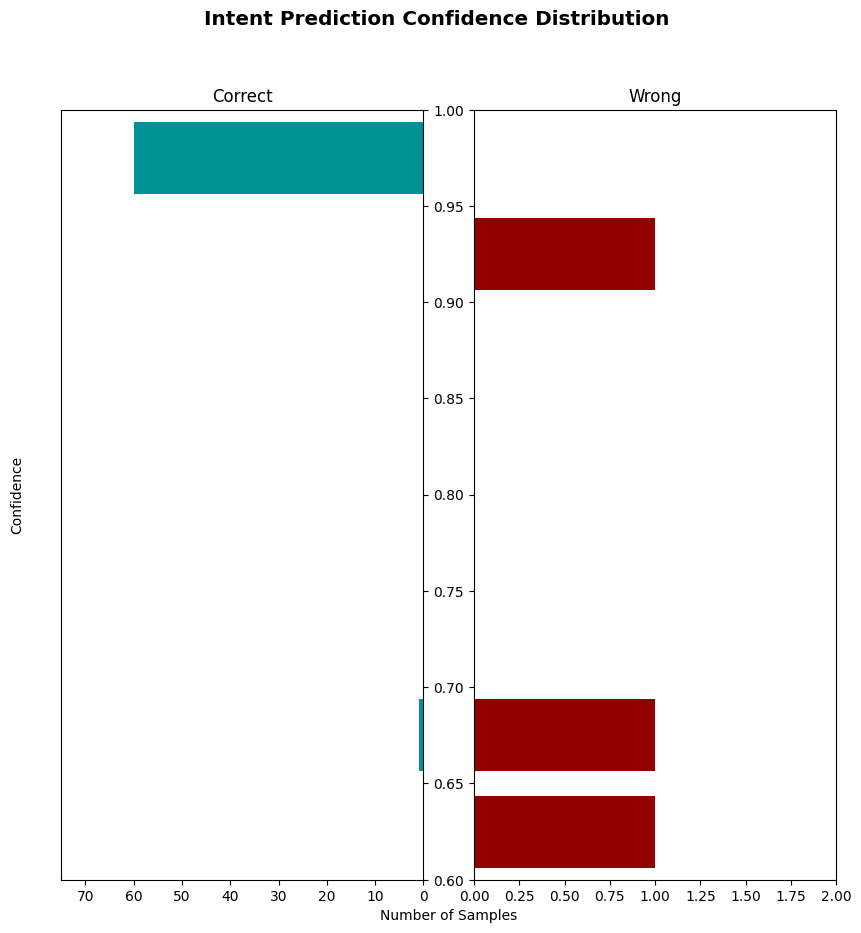 Intent Prediction Confidence Distribution
Correct
Wrong
1.00
0.95
0.90
0.85
0.80
0.75
0.70
0.65
0.60
Confidence
70 60 50 40 30 20 10 0
0.00 0.25 0.50 0.75 1.00 1.25 1.50 1.75 2.00
Number of Samples